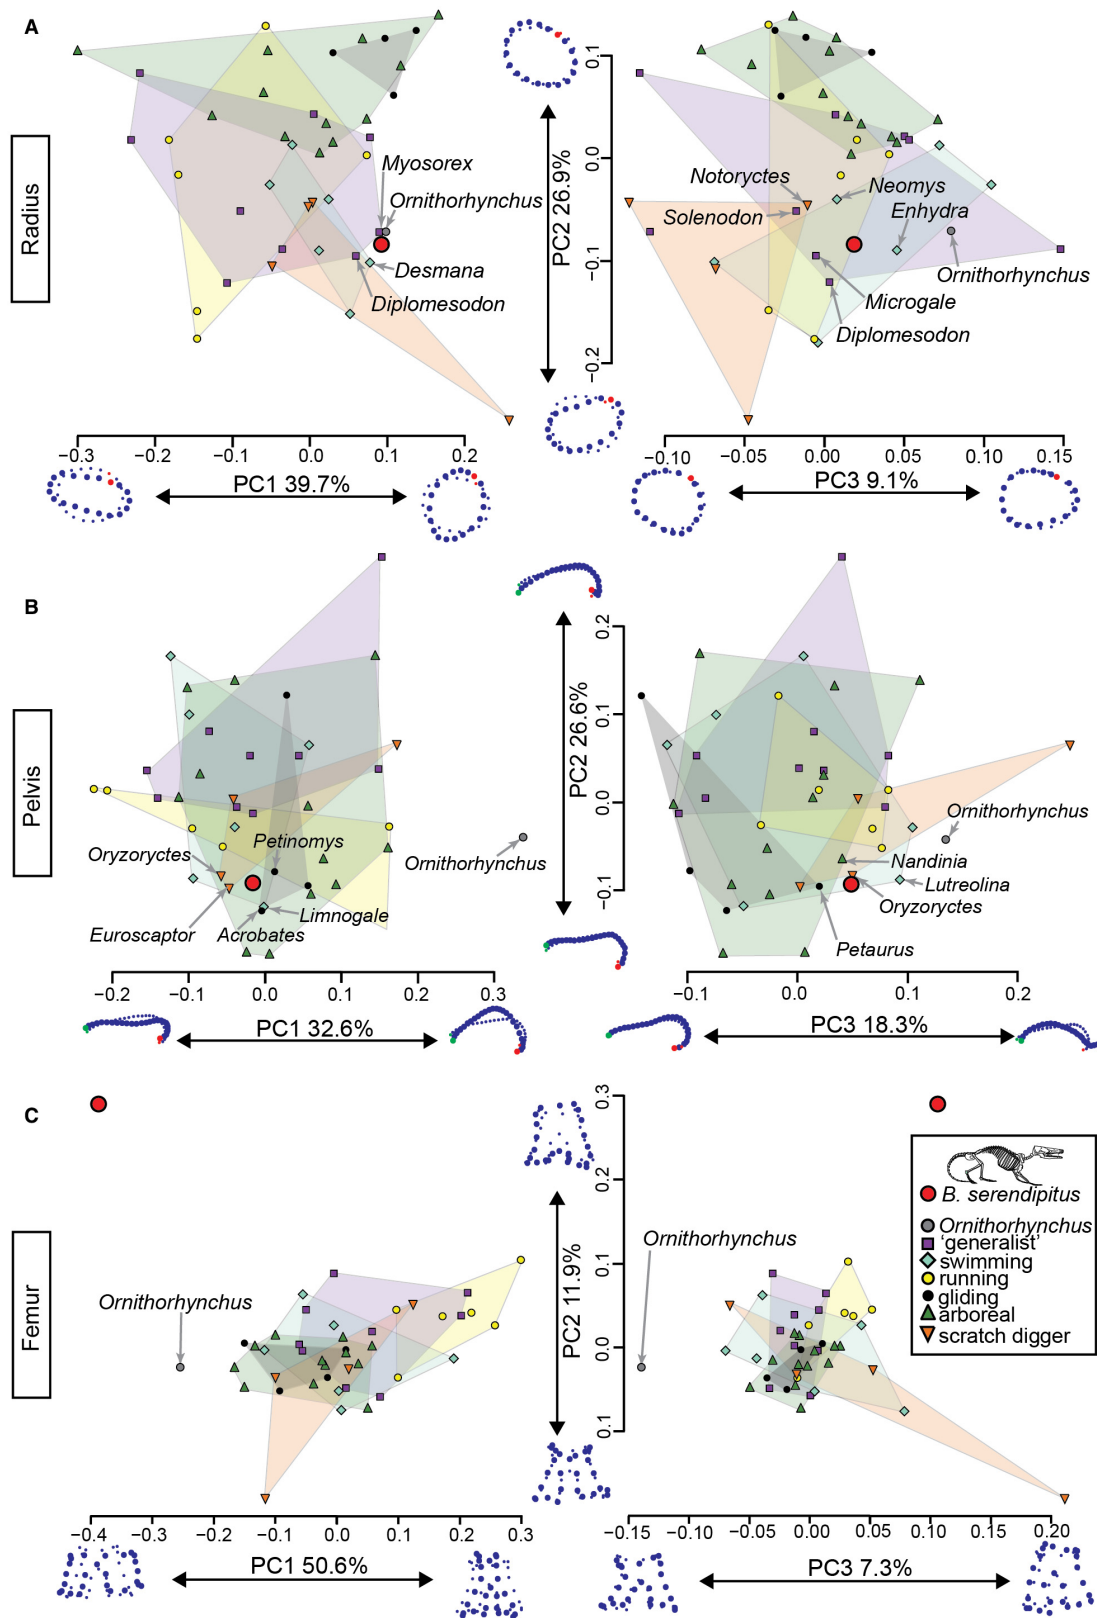 A
Radius
Myosorex
Ornithorhynchus
Desmana
Diplomesodon
−0.3
−0.2
−0.1
0.0
0.1
0.2
PC1 39.7%
PC2 26.9%
0.1
0.0
−0.1
−0.2
Notoryctes
Neomys
Solenodon
Enhydra
Ornithorhynchus
Microgale
Diplomesodon
−0.10
−0.05
0.00
0.05
0.10
0.15
PC3 9.1%
B
Pelvis
Petinomys
Oryzoryctes
Ornithorhynchus
Limnogale
Euroscaptor
Acrobates
−0.2
−0.1
0.0
0.1
0.2
0.3
PC1 32.6%
PC2 26.6%
0.2
0.1
0.0
−0.1
Ornithorhynchus
Nandinia
Lutreolina
Oryzoryctes
Petaurus
−0.1
0.0
0.1
0.2
PC3 18.3%
C
Femur
Ornithorhynchus
−0.4
−0.3
−0.2
−0.1
0.0
0.1
0.2
0.3
PC1 50.6%
PC2 11.9%
0.3
0.2
0.1
0.0
0.1
Ornithorhynchus
B. serendipitus
Ornithorhynchus
'generalist'
swimming
running
gliding
arboreal
scratch digger
−0.15
−0.10
−0.05
0.00
0.05
0.10
0.15
0.20
PC3 7.3%